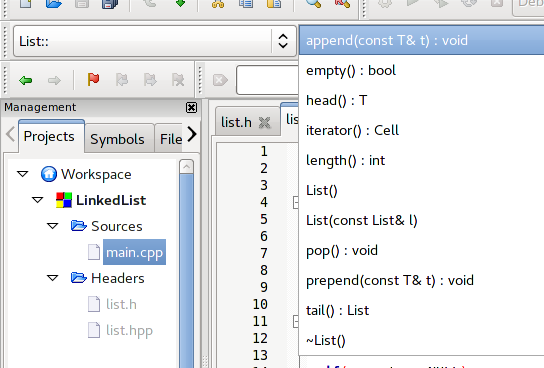 List::
append(const T& t) : void
empty() : bool
head() : T
iterator() : Cell
length() : int
List()
List(const List& l)
pop() : void
prepend(const T& t) : void
tail() : List
~List()
Management
Projects
Symbols
File
Workspace
LinkedList
Sources
main.cpp
Headers
list.h
list.hpp
list.h
1
2
3
4
5
6
7
8
9
10
11
12
13